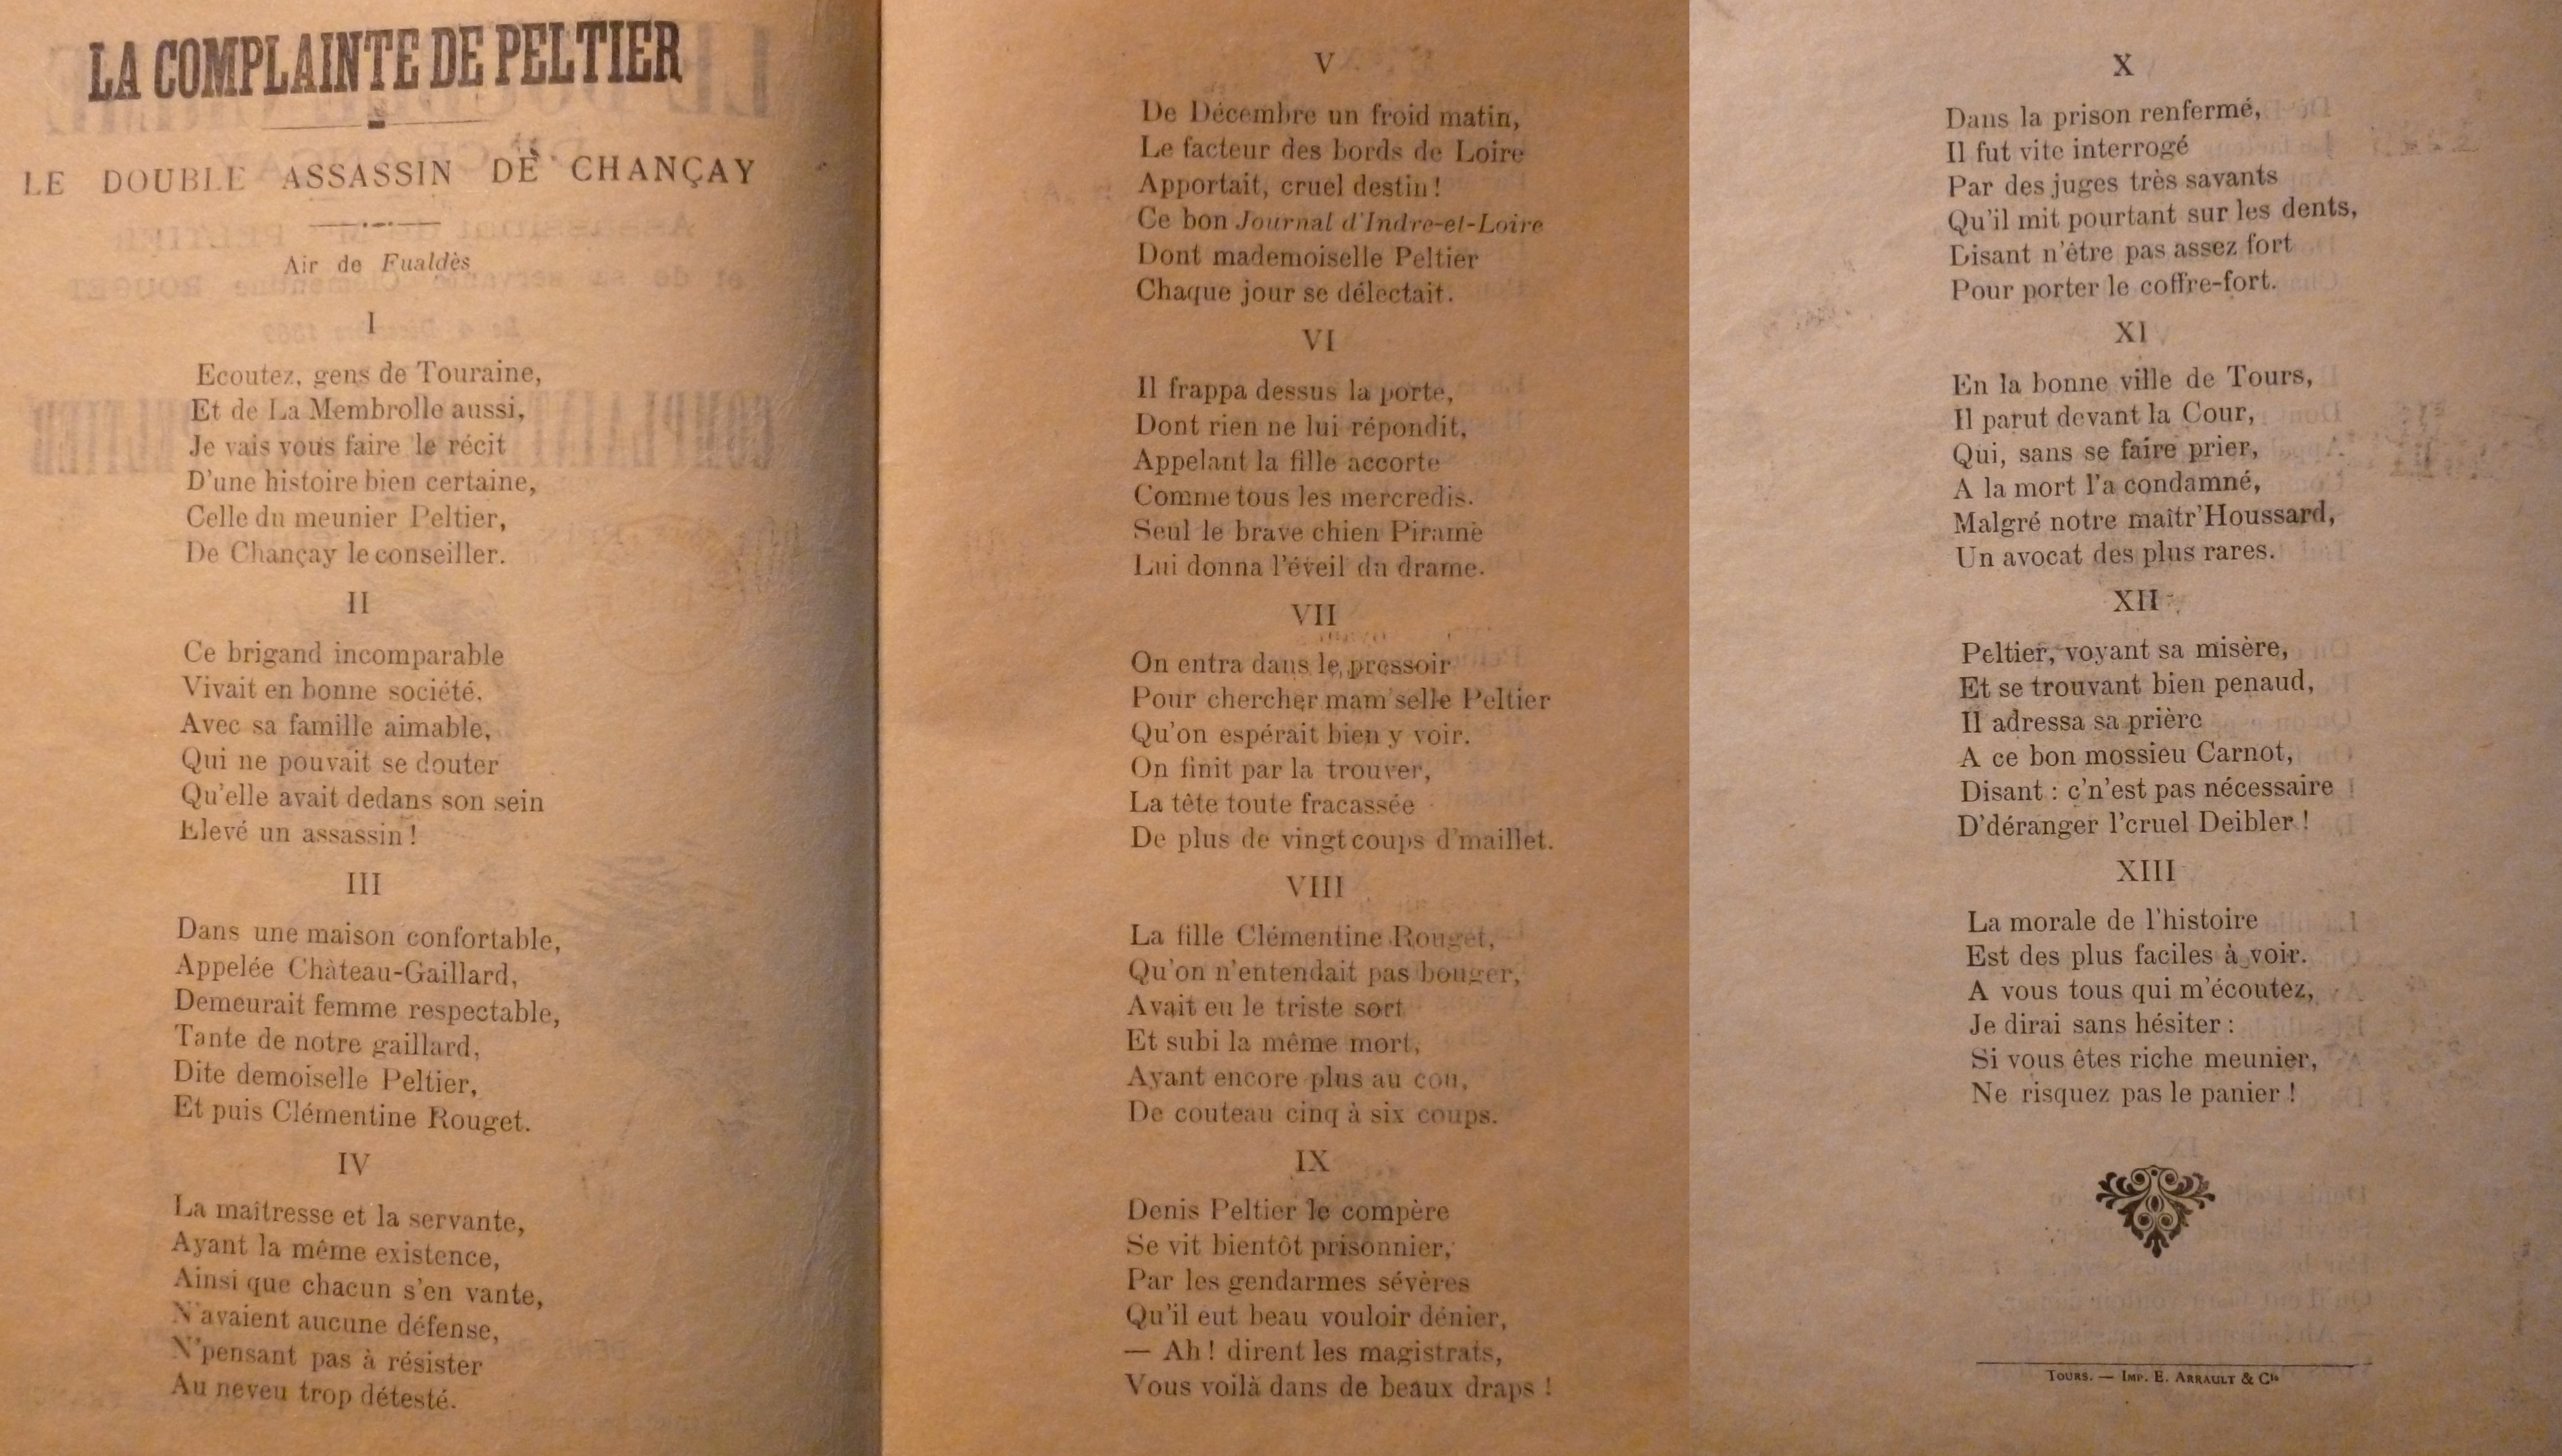 LA COMPLAINTE DE PELTIER
LE DOUBLE ASSASSIN DE CHANÇAY
Air de Fualdès
I
Ecoutez, gens de Touraine,
Et de La Membrolle aussi,
Je vais vous faire le récit
D'une histoire bien certaine,
Celle du meunier Peltier,
De Chançay le conseiller.
II
Ce brigand incomparable
Vivait en bonne société,
Avec sa famille aimable,
Qui ne pouvait se douter
Qu'elle avait dedans son sein
Elevé un assassin !
III
Dans une maison confortable,
Appelée Château-Gaillard,
Demeurait femme respectable,
Tante de notre gaillard,
Dite demoiselle Peltier,
Et puis Clémentine Rouget.
IV
La maîtresse et la servante,
Ayant la même existence,
Ainsi que chacun s'en vante,
N'avaient aucune défense,
N'pensant pas à résister
Au neveu trop détesté.
V
De Décembre un froid matin,
Le facteur des bords de Loire
Apportait, cruel destin !
Ce bon Journal d'Indre-et-Loire
Dont mademoiselle Peltier
Chaque jour se délectait.
VI
Il frappa dessus la porte,
Dont rien ne lui répondit,
Appelant la fille accorte
Comme tous les mercredis.
Seul le brave chien Pirame
Lui donna l'éveil du drame.
VII
On entra dans le pressoir
Pour chercher mam'selle Peltier
Qu'on espérait bien y voir.
On finit par la trouver,
La tête toute fracassée
De plus de vingt coups d'maillet.
VIII
La fille Clémentine Rouget,
Qu'on n'entendait pas bouger,
Avait eu le triste sort
Et subi la même mort,
Ayant encore plus au cou,
De couteau cinq à six coups.
IX
Denis Peltier le compère
Se vit bientôt prisonnier,
Par les gendarmes sévères
Qu'il eut beau vouloir dénier,
— Ah ! dirent les magistrats,
Vous voilà dans de beaux draps !
X
Dans la prison renfermé,
Il fut vite interrogé
Par des juges très savants
Qu'il mit pourtant sur les dents,
Disant n'être pas assez fort
Pour porter le coffre-fort.
XI
En la bonne ville de Tours,
Il parut devant la Cour,
Qui, sans se faire prier,
A la mort l'a condamné,
Malgré notre maîtr'Houssard,
Un avocat des plus rares.
XII
Peltier, voyant sa misère,
Et se trouvant bien penaud,
Il adressa sa prière
A ce bon mossieu Carnot,
Disant : c'n'est pas nécessaire
D'déranger l'cruel Deibler !
XIII
La morale de l'histoire
Est des plus faciles à voir.
A vous tous qui m'écoutez,
Je dirai sans hésiter :
Si vous êtes riche meunier,
Ne risquez pas le panier !
TOURS. — IMP. E. ARRAULT & Cie